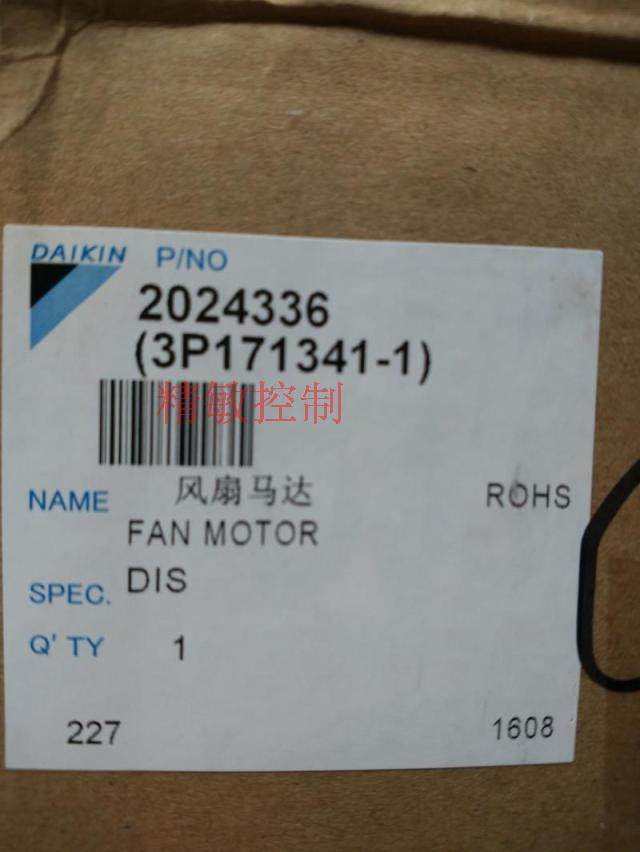 DAIKIN P/NO
2024336
(3P171341-1)
精敏控制
NAME 风扇马达 ROHS
FAN MOTOR
SPEC. DIS
Q'TY 1
227 1608